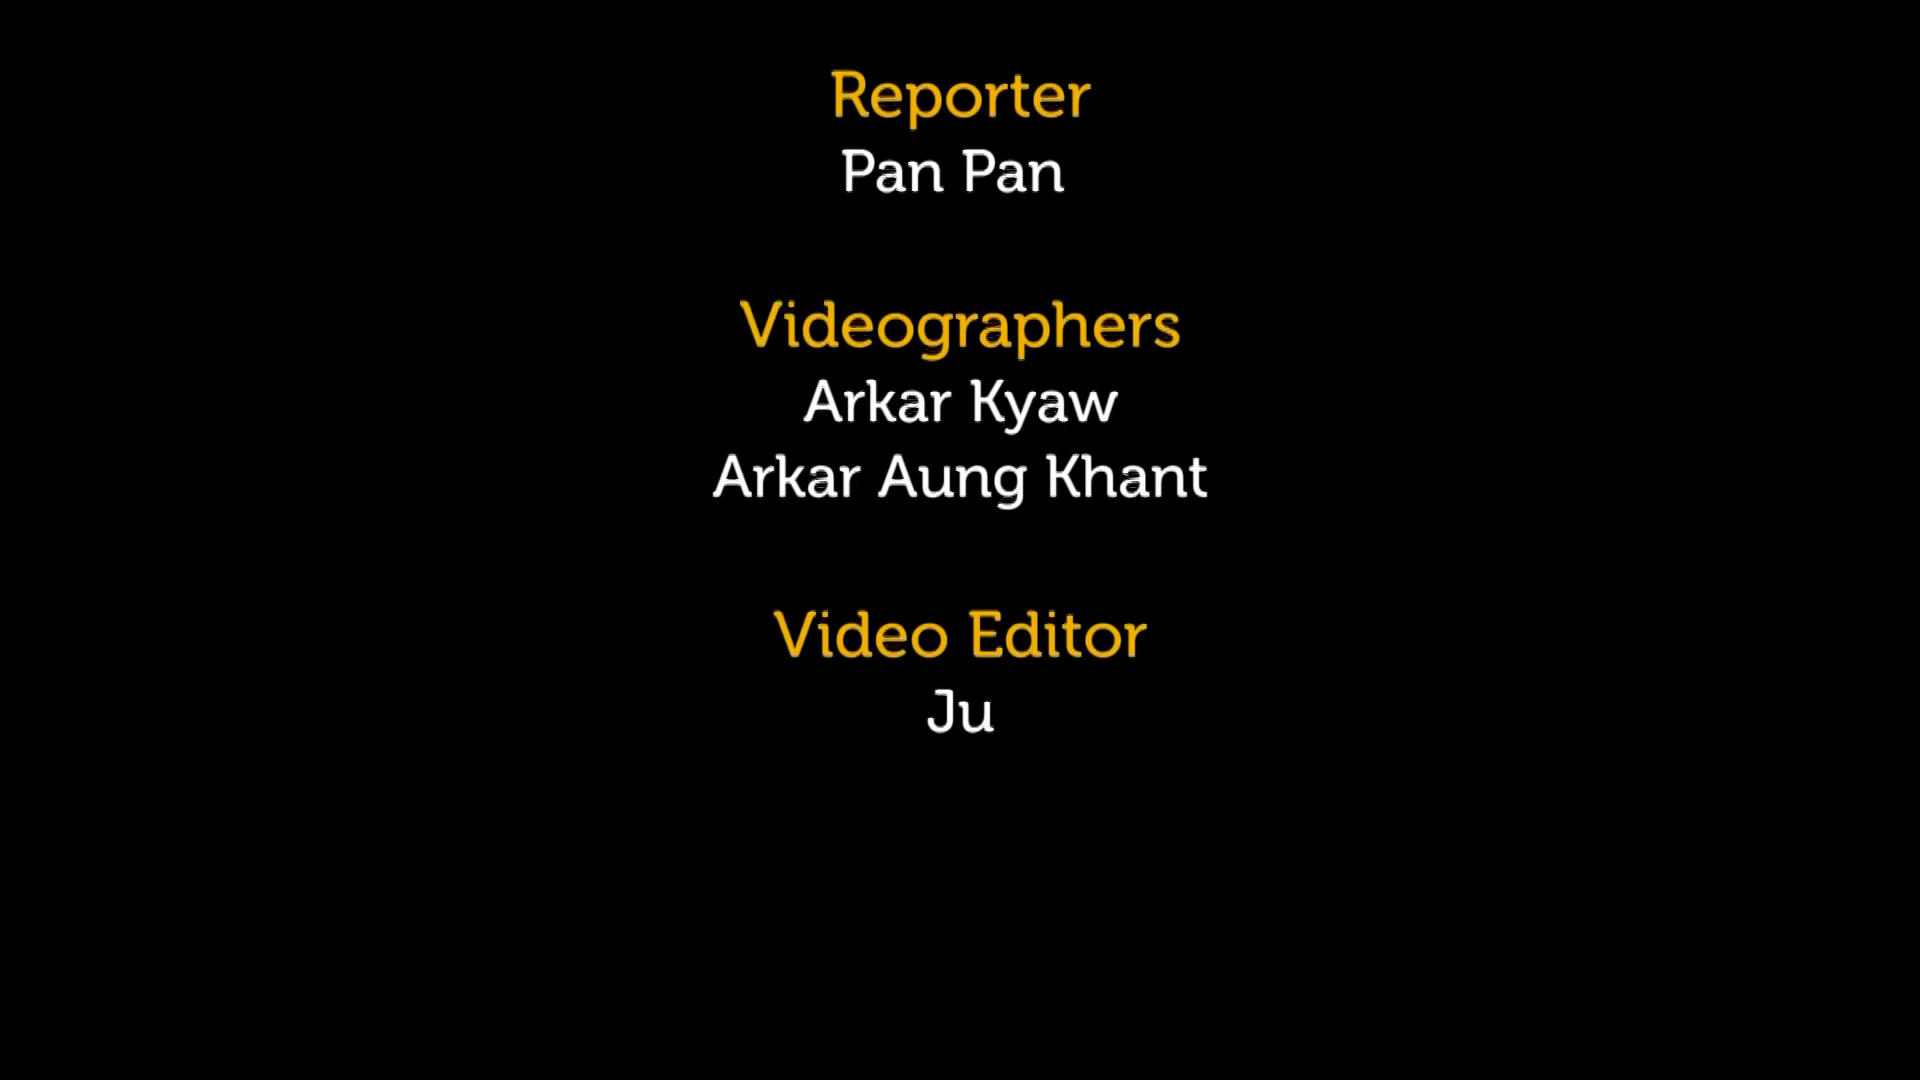 Reporter
Pan Pan
Videographers
Arkar Kyaw
Arkar Aung Khant
Video Editor
Ju